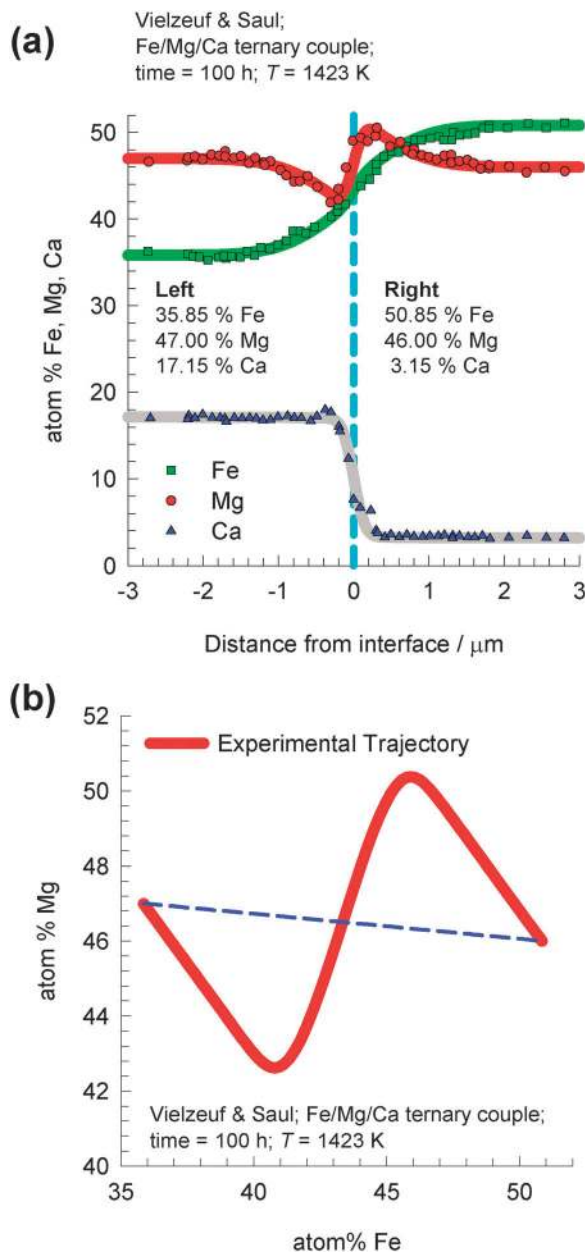 (a)
Vielzeuf & Saul;
Fe/Mg/Ca ternary couple;
time = 100 h; T = 1423 K
atom % Fe, Mg, Ca
50
40
30
20
10
0
Left
35.85 % Fe
47.00 % Mg
17.15 % Ca
Right
50.85 % Fe
46.00 % Mg
3.15 % Ca
Fe
Mg
Ca
-3 -2 -1 0 1 2 3
Distance from interface / μm
(b)
52
50
48
46
44
42
40
atom % Mg
Experimental Trajectory
Vielzeuf & Saul; Fe/Mg/Ca ternary couple;
time = 100 h; T = 1423 K
35 40 45 50
atom% Fe